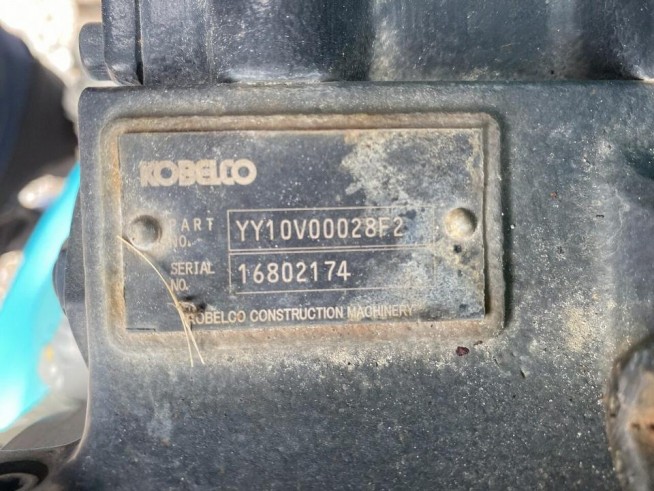 KOBELCO
PART NO. YY10V00028F2
SERIAL NO. 16802174
KOBELCO CONSTRUCTION MACHINERY